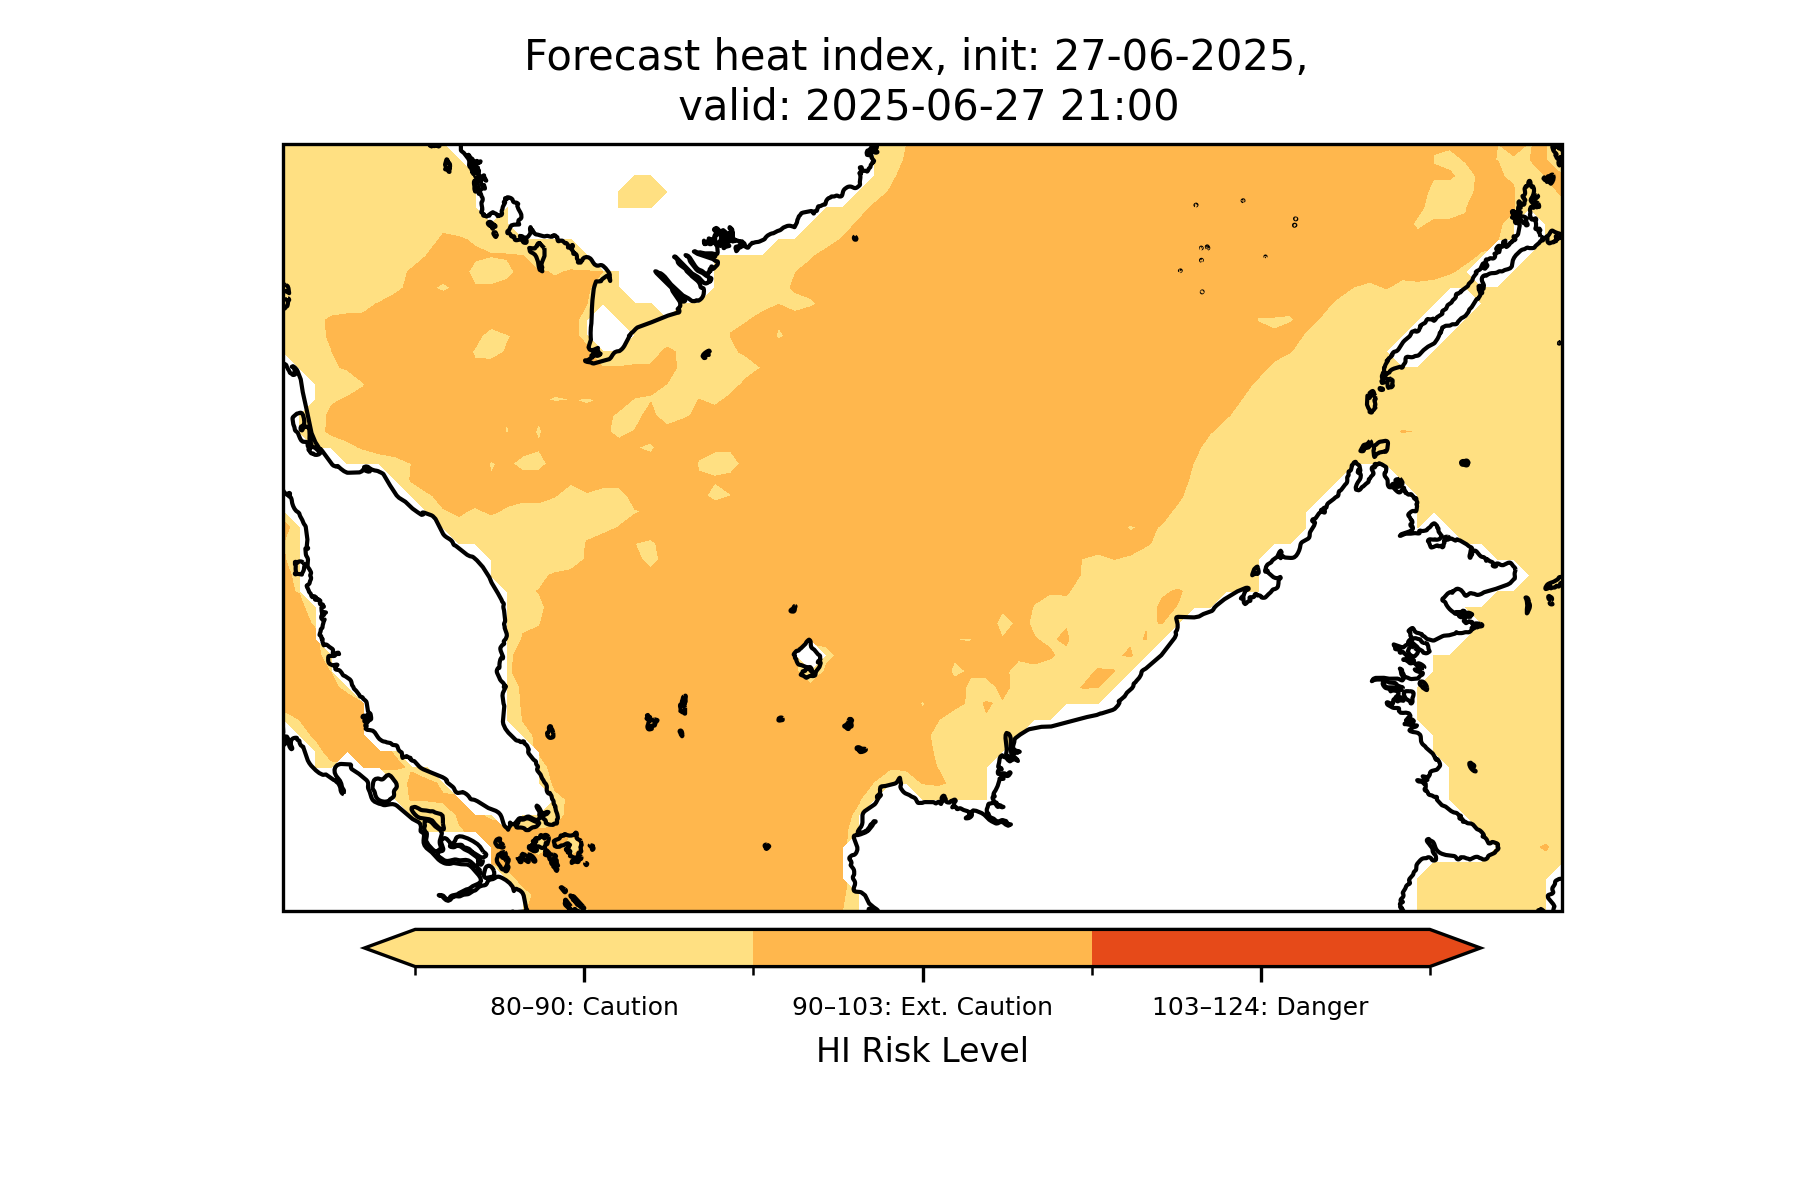 Forecast heat index, init: 27-06-2025,
valid: 2025-06-27 21:00
80–90: Caution
90–103: Ext. Caution
103–124: Danger
HI Risk Level